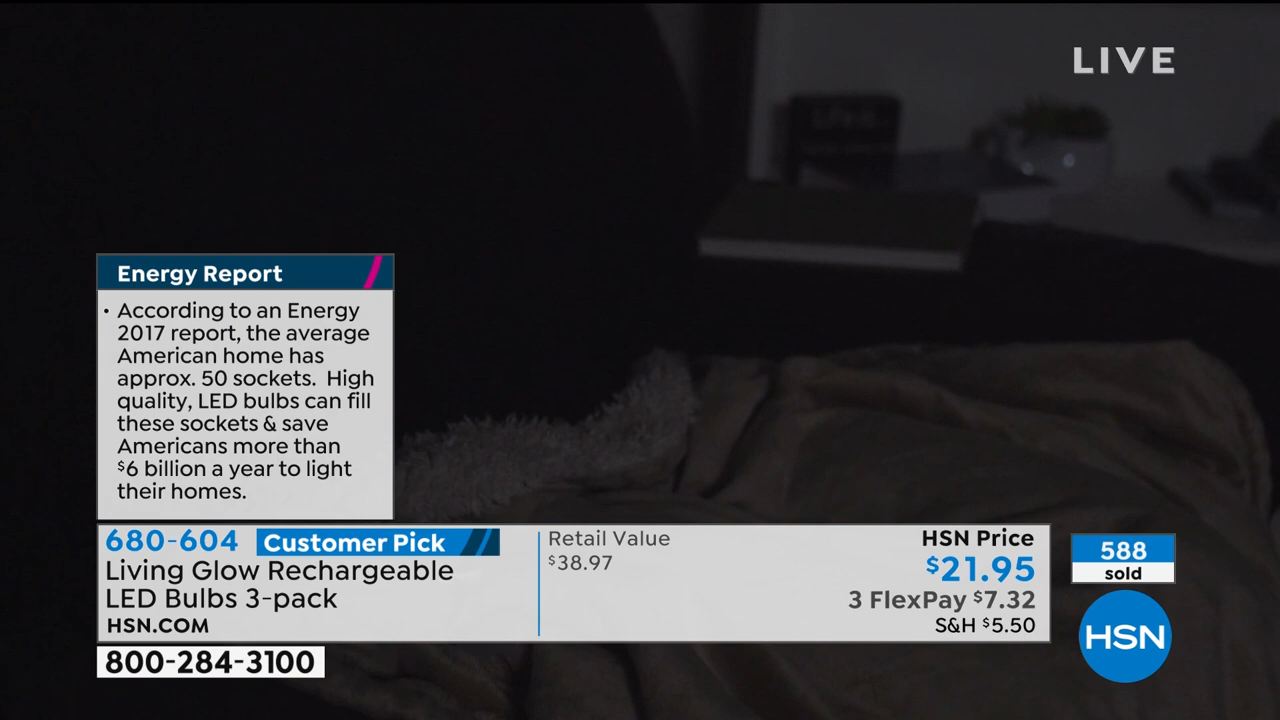 LIVE
Energy Report
• According to an Energy
2017 report, the average
American home has
approx. 50 sockets. High
quality, LED bulbs can fill
these sockets & save
Americans more than
$6 billion a year to light
their homes.
680-604 Customer Pick
Living Glow Rechargeable
LED Bulbs 3-pack
HSN.COM
Retail Value
$38.97
HSN Price
$21.95
3 FlexPay $7.32
S&H $5.50
588
sold
HSN
800-284-3100